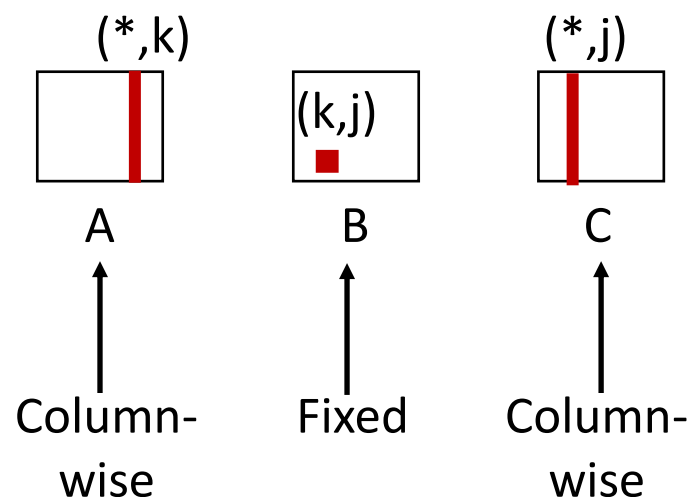 (*,k)
(*,j)
(k,j)
A
B
C
Column-
wise
Fixed
Column-
wise